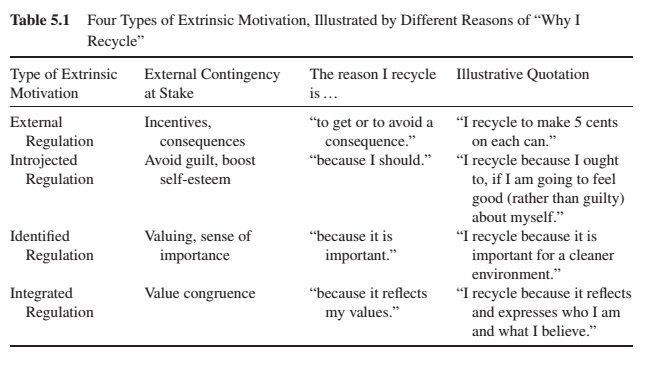 Table 5.1 Four Types of Extrinsic Motivation, Illustrated by Different Reasons of “Why I
Recycle”
Type of Extrinsic External Contingency The reason I recycle Illustrative Quotation
Motivation at Stake is …
External Incentives, “to get or to avoid a “I recycle to make 5 cents
Regulation consequences consequence.” on each can.”
Introjected Avoid guilt, boost “because I should.” “I recycle because I ought
Regulation self-esteem to, if I am going to feel
good (rather than guilty)
about myself.”
Identified Valuing, sense of “because it is “I recycle because it is
Regulation importance important.” important for a cleaner
environment.”
Integrated Value congruence “because it reflects “I recycle because it reflects
Regulation my values.” and expresses who I am
and what I believe.”